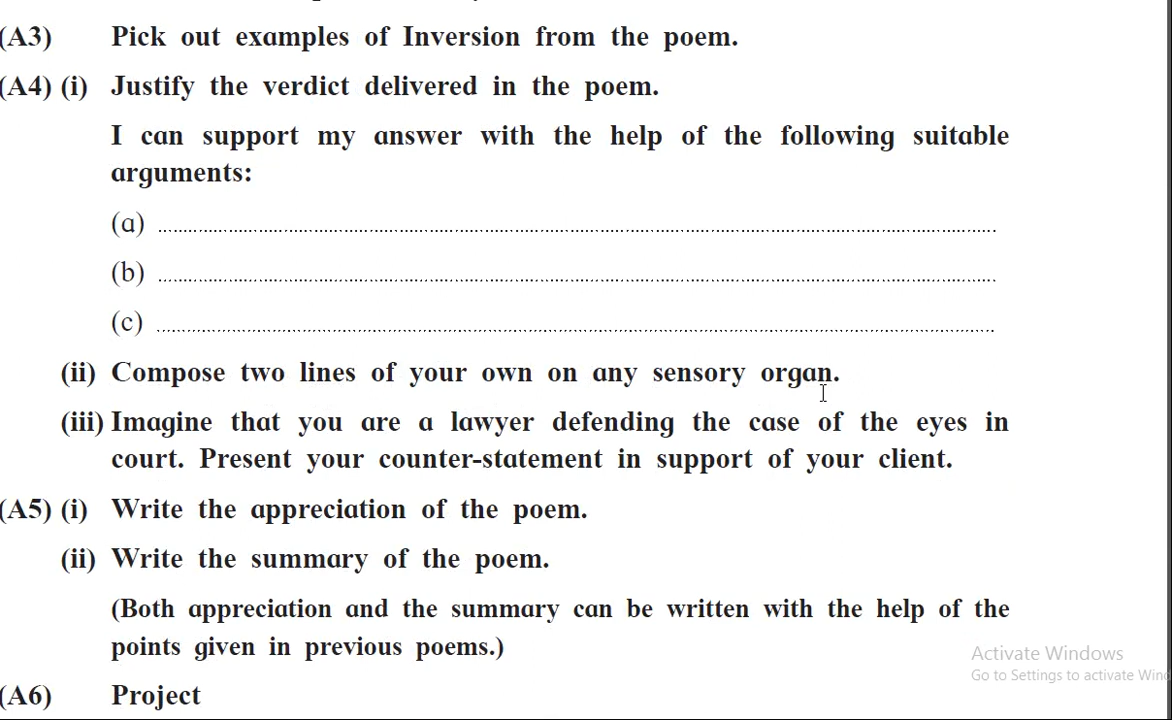 (A3) Pick out examples of Inversion from the poem.
(A4) (i) Justify the verdict delivered in the poem.
I can support my answer with the help of the following suitable
arguments:
(a) ....................
(b) ....................
(c) ....................
(ii) Compose two lines of your own on any sensory organ.
(iii) Imagine that you are a lawyer defending the case of the eyes in
court. Present your counter-statement in support of your client.
(A5) (i) Write the appreciation of the poem.
(ii) Write the summary of the poem.
(Both appreciation and the summary can be written with the help of the
points given in previous poems.)
Activate Windows
Go to Settings to activate Win
(A6) Project